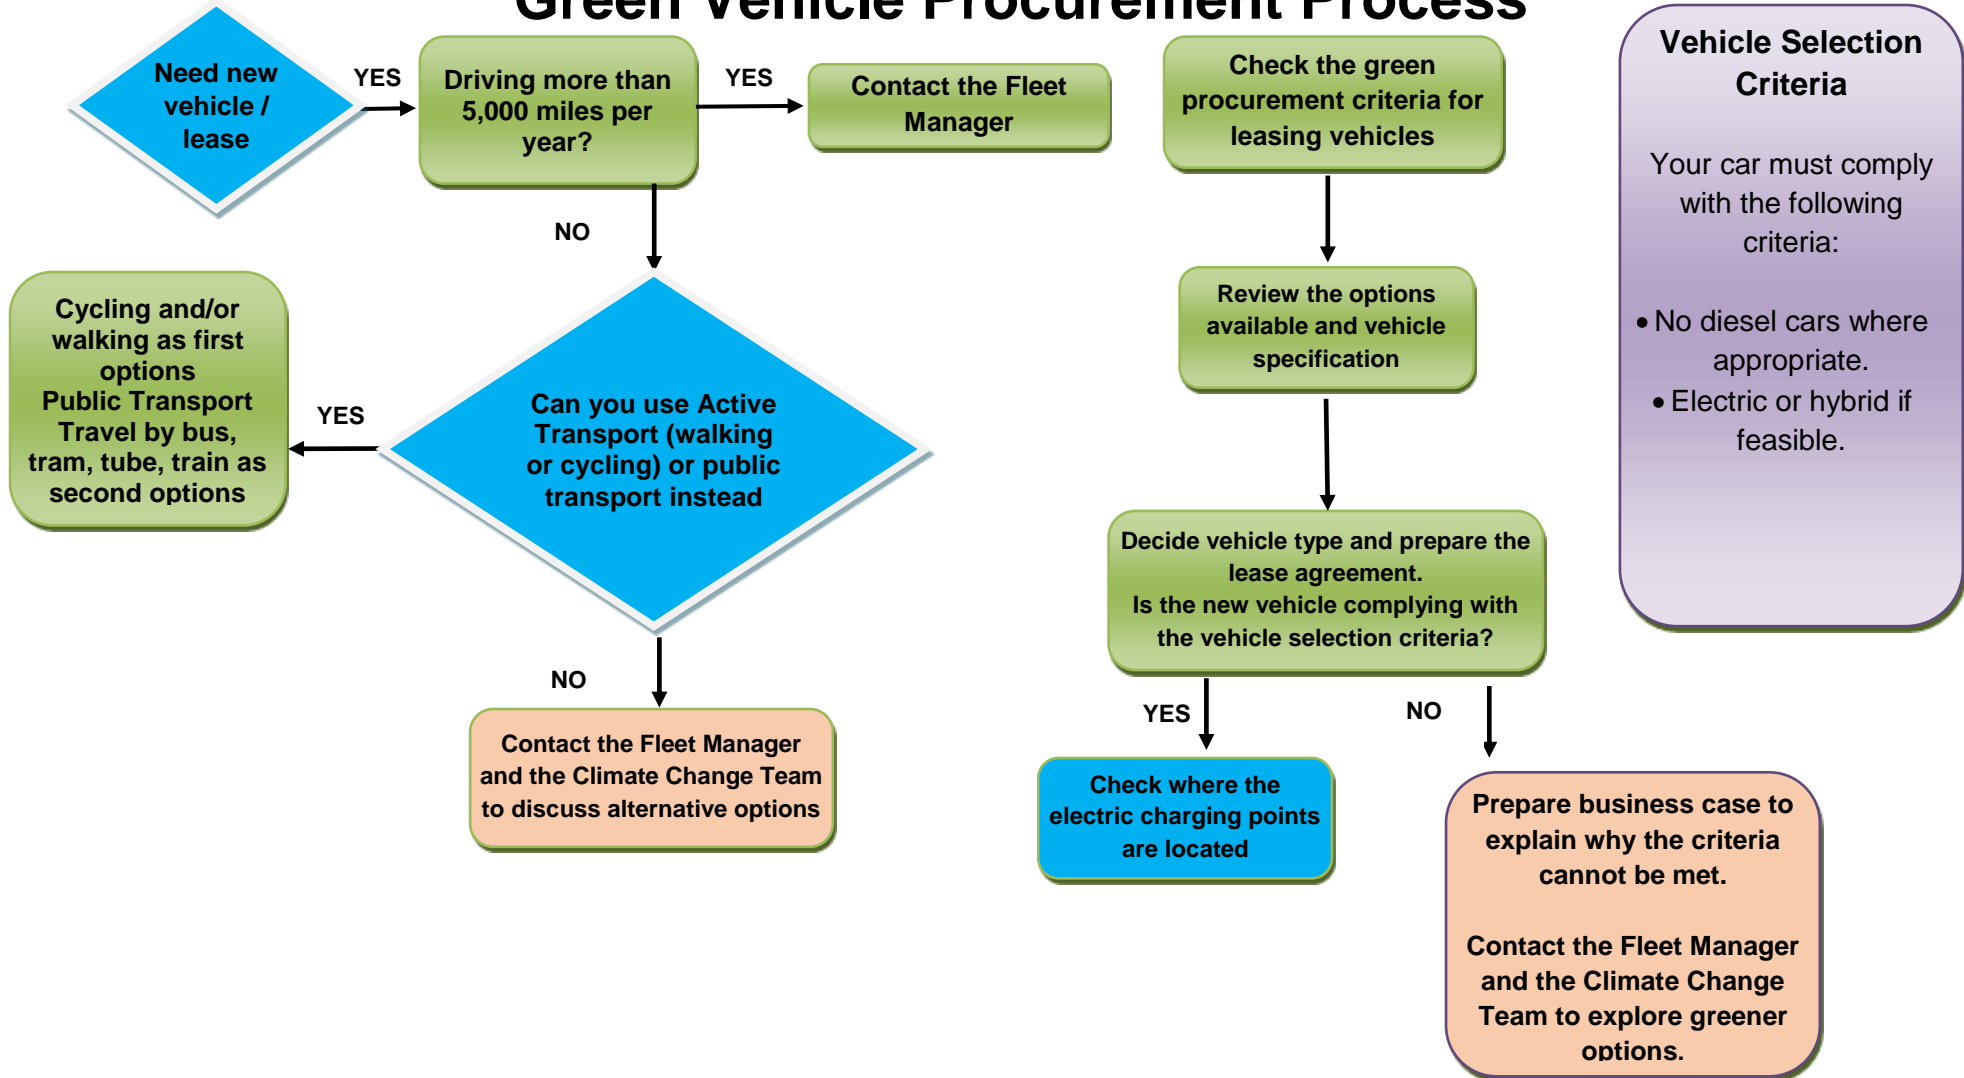 Green Vehicle Procurement Process
Need new
vehicle /
lease
YES
Driving more than
5,000 miles per
year?
YES
Contact the Fleet
Manager
NO
Can you use Active
Transport (walking
or cycling) or public
transport instead
YES
Cycling and/or
walking as first
options
Public Transport
Travel by bus,
tram, tube, train as
second options
NO
Contact the Fleet Manager
and the Climate Change Team
to discuss alternative options
Check the green
procurement criteria for
leasing vehicles
Review the options
available and vehicle
specification
Decide vehicle type and prepare the
lease agreement.
Is the new vehicle complying with
the vehicle selection criteria?
YES
NO
Check where the
electric charging points
are located
Prepare business case to
explain why the criteria
cannot be met.
Contact the Fleet Manager
and the Climate Change
Team to explore greener
options.
Vehicle Selection
Criteria
Your car must comply
with the following
criteria:
• No diesel cars where
appropriate.
• Electric or hybrid if
feasible.